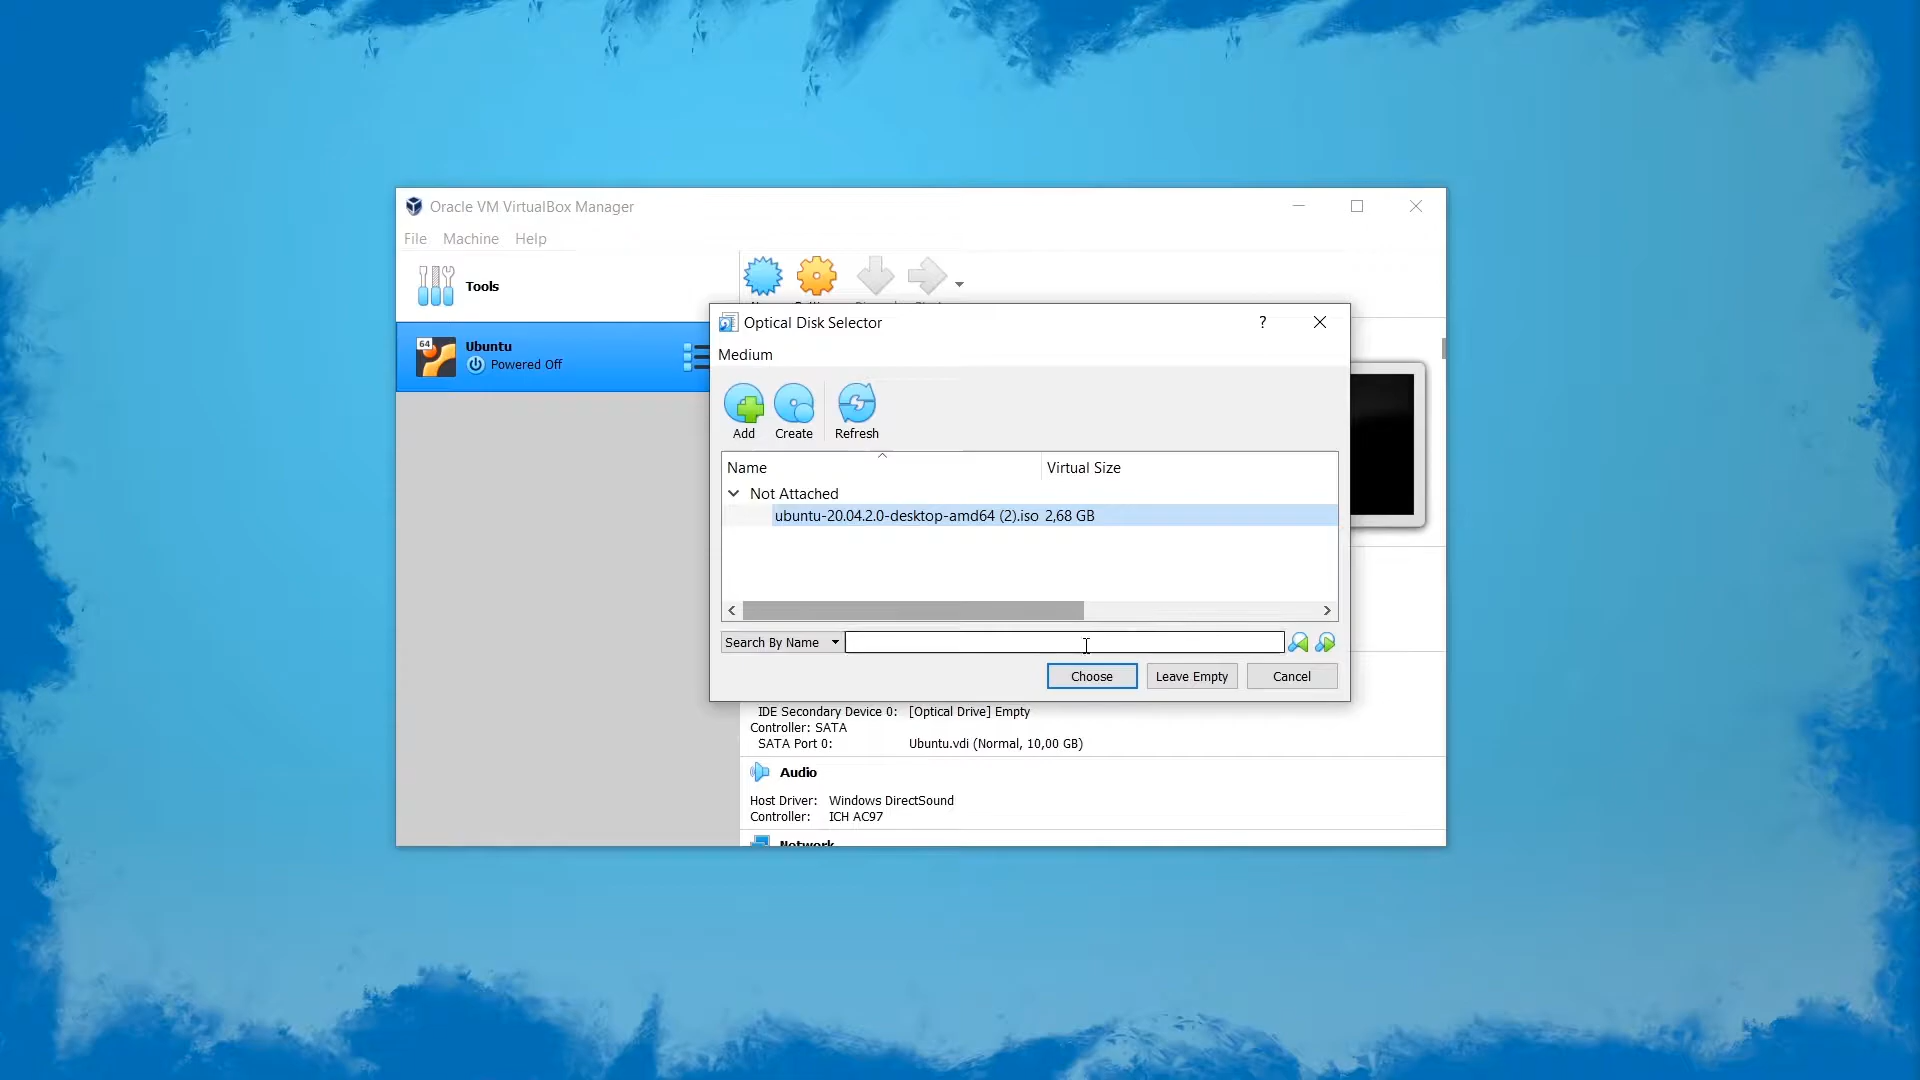 Oracle VM VirtualBox Manager
File Machine Help
Tools
64
Ubuntu
Powered Off
Optical Disk Selector
?
Medium
Add Create Refresh
Name Virtual Size
Not Attached
ubuntu-20.04.2.0-desktop-amd64 (2).iso 2,68 GB
Search By Name
Choose Leave Empty Cancel
IDE Secondary Device 0: [Optical Drive] Empty
Controller: SATA
SATA Port 0: Ubuntu.vdi (Normal, 10,00 GB)
Audio
Host Driver: Windows DirectSound
Controller: ICH AC97
Network